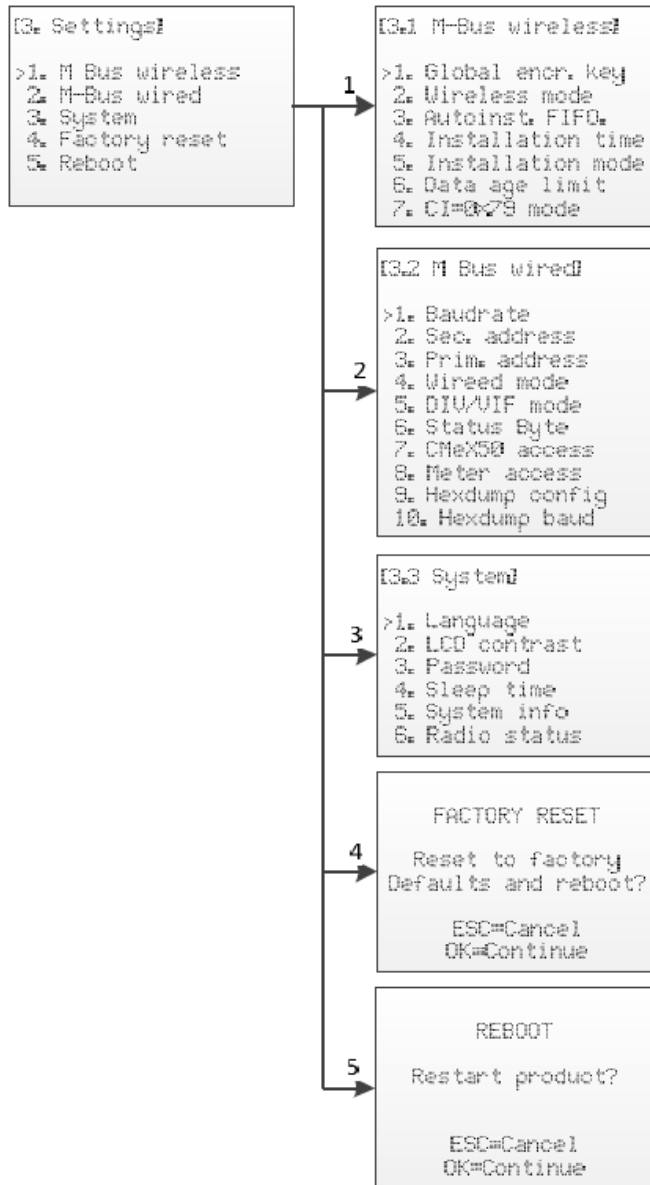 [3. Settings]
>1. M Bus wireless
2. M-Bus wired
3. System
4. Factory reset
5. Reboot
1
[3.1 M-Bus wireless]
>1. Global encr. key
2. Wireless mode
3. Autoinst. FIFO.
4. Installation time
5. Installation mode
6. Data age limit
7. CI=0x79 mode
2
[3.2 M Bus wired]
>1. Baudrate
2. Sec. address
3. Prim. address
4. Wireed mode
5. DIV/VIF mode
6. Status Byte
7. CMeX50 access
8. Meter access
9. Hexdump config
10. Hexdump baud
3
[3.3 System]
>1. Language
2. LCD contrast
3. Password
4. Sleep time
5. System info
6. Radio status
4
FACTORY RESET
Reset to factory
Defaults and reboot?
ESC=Cancel
OK=Continue
5
REBOOT
Restart product?
ESC=Cancel
OK=Continue